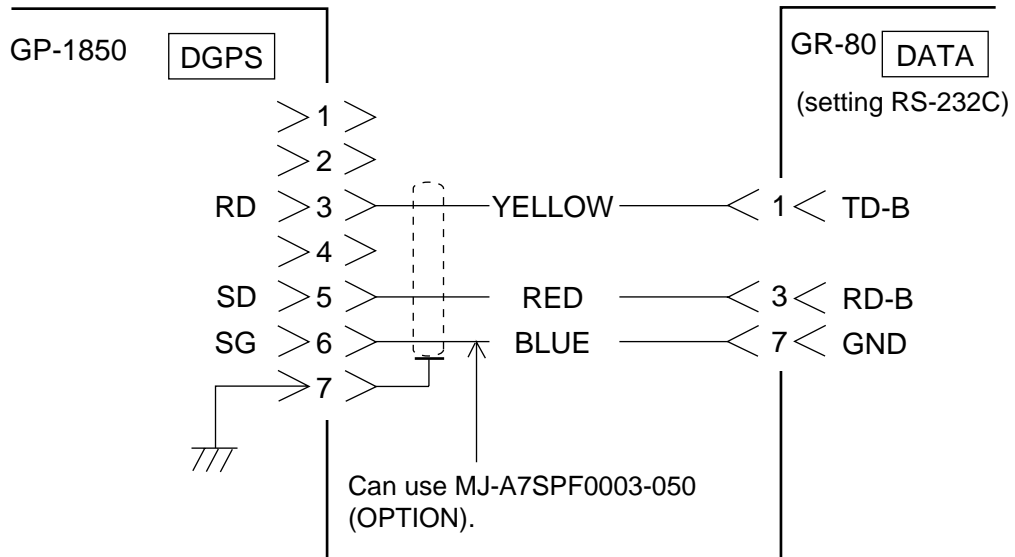 GP-1850 DGPS GR-80 DATA
(setting RS-232C)
1
2
RD 3 YELLOW 1 TD-B
4
SD 5 RED 3 RD-B
SG 6 BLUE 7 GND
7
Can use MJ-A7SPF0003-050
(OPTION).